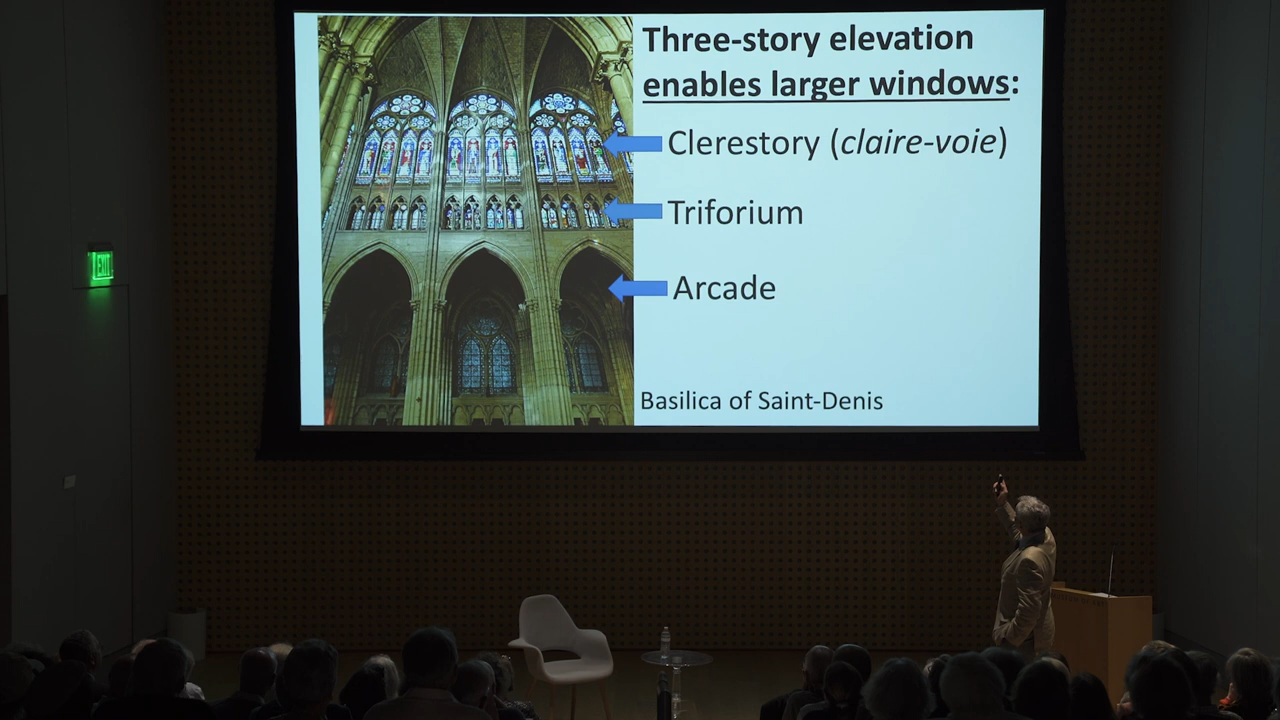 Three-story elevation
enables larger windows:
Clerestory (claire-voie)
Triforium
Arcade
Basilica of Saint-Denis
EXIT